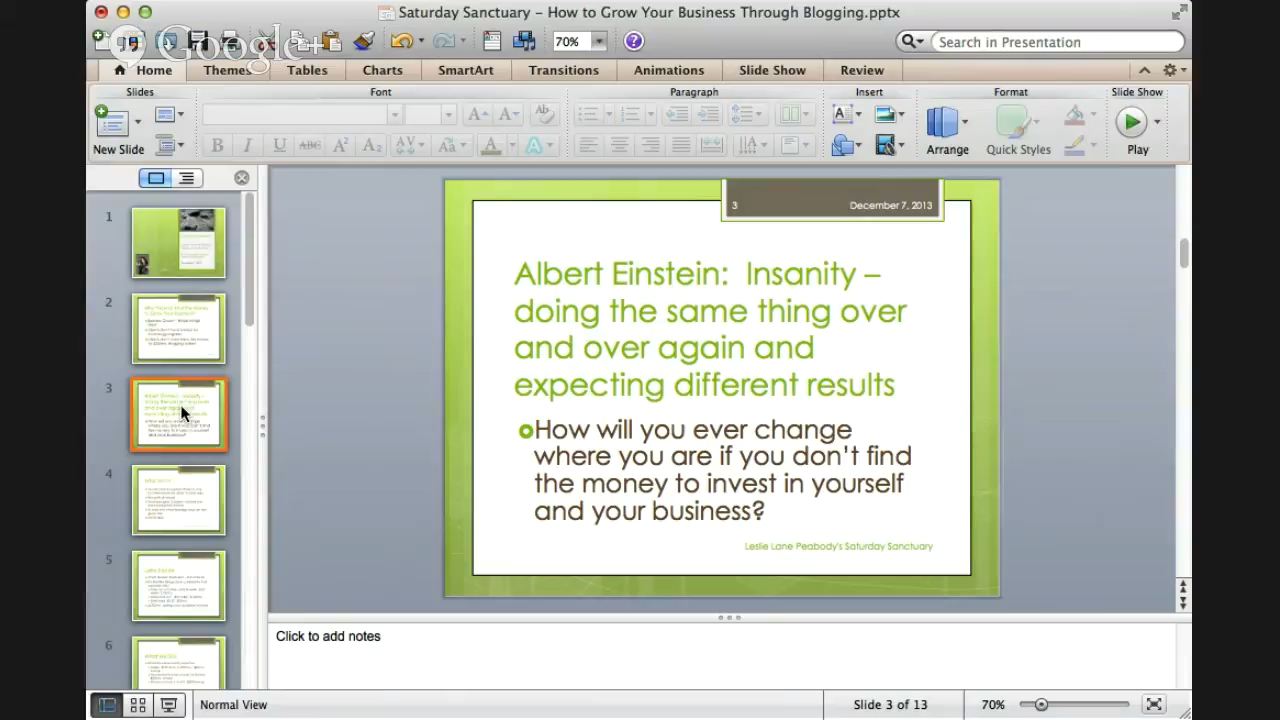 Saturday Sanctuary – How to Grow Your Business Through Blogging.pptx
Google+
70%
Search in Presentation
Home Themes Tables Charts SmartArt Transitions Animations Slide Show Review
Slides Font Paragraph Insert Format Slide Show
New Slide Arrange Quick Styles Play
1
2
3
4
5
6
3 December 7, 2013
Albert Einstein: Insanity –
doing the same thing over
and over again and
expecting different results
How will you ever change
where you are if you don't find
the money to invest in yourself
and your business?
Leslie Lane Peabody's Saturday Sanctuary
Click to add notes
Normal View Slide 3 of 13 70%